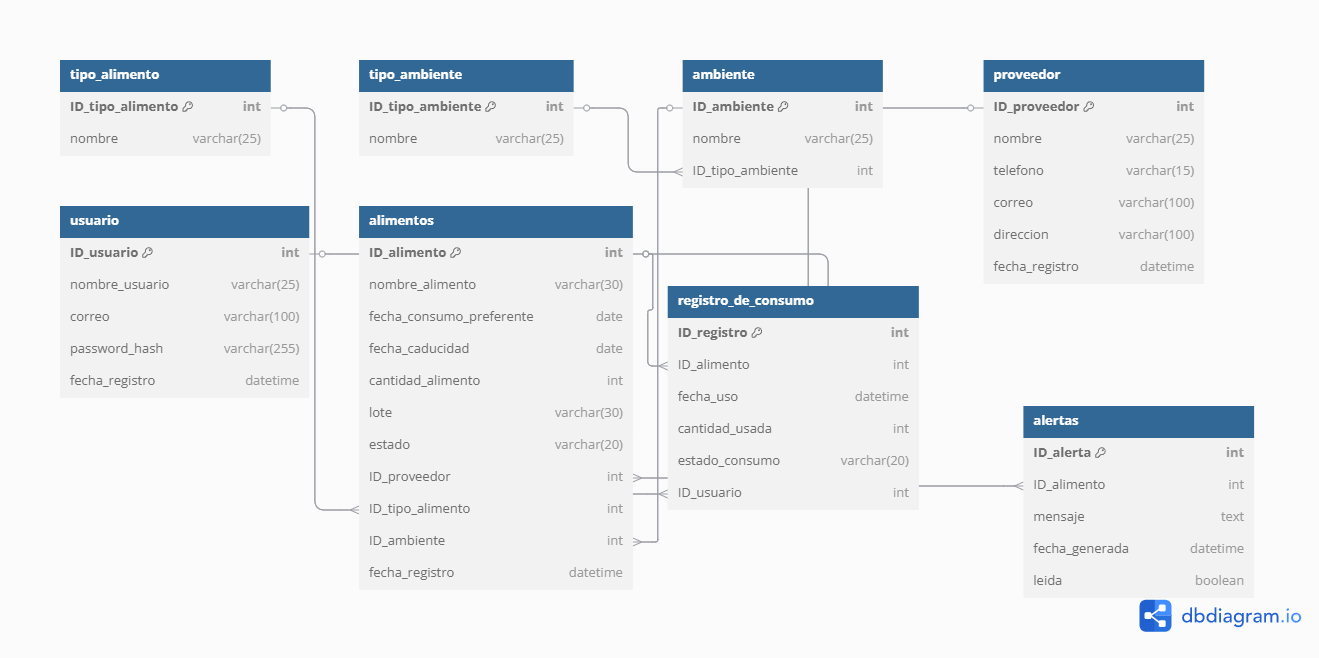 tipo_alimento
ID_tipo_alimento int
nombre varchar(25)
tipo_ambiente
ID_tipo_ambiente int
nombre varchar(25)
ambiente
ID_ambiente int
nombre varchar(25)
ID_tipo_ambiente int
proveedor
ID_proveedor int
nombre varchar(25)
telefono varchar(15)
correo varchar(100)
direccion varchar(100)
fecha_registro datetime
usuario
ID_usuario int
nombre_usuario varchar(25)
correo varchar(100)
password_hash varchar(255)
fecha_registro datetime
alimentos
ID_alimento int
nombre_alimento varchar(30)
fecha_consumo_preferente date
fecha_caducidad date
cantidad_alimento int
lote varchar(30)
estado varchar(20)
ID_proveedor int
ID_tipo_alimento int
ID_ambiente int
fecha_registro datetime
registro_de_consumo
ID_registro int
ID_alimento int
fecha_uso datetime
cantidad_usada int
estado_consumo varchar(20)
ID_usuario int
alertas
ID_alerta int
ID_alimento int
mensaje text
fecha_generada datetime
leida boolean
dbdiagram.io